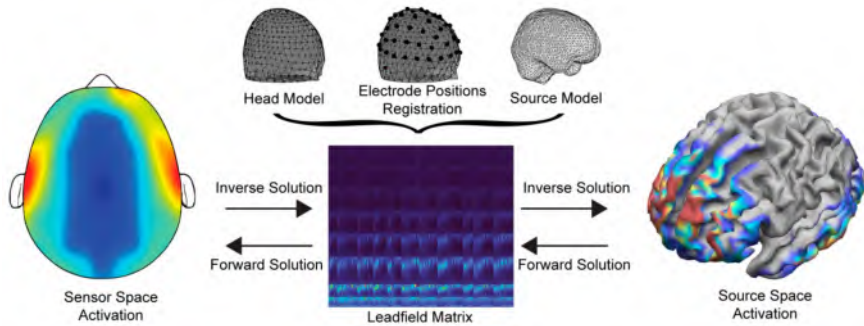 Head Model
Electrode Positions
Registration
Source Model
Inverse Solution
Inverse Solution
Forward Solution
Forward Solution
Sensor Space
Activation
Leadfield Matrix
Source Space
Activation